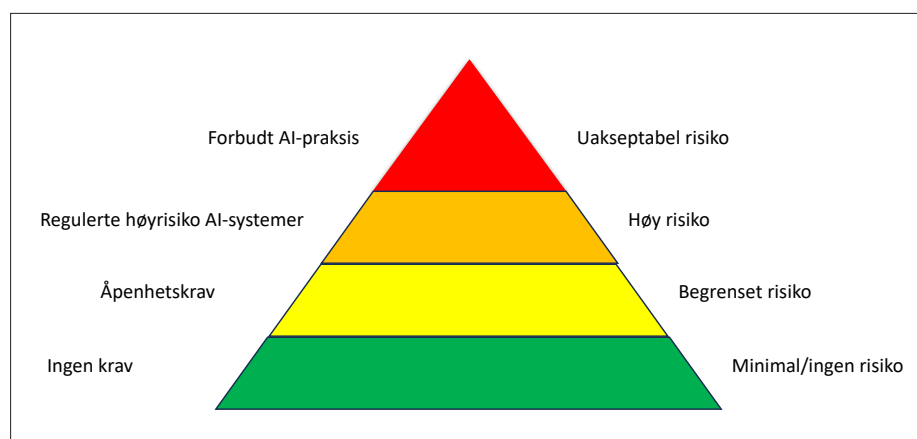 Forbudt AI-praksis
Uakseptabel risiko
Regulerte høyrisiko AI-systemer
Høy risiko
Åpenhetskrav
Begrenset risiko
Ingen krav
Minimal/ingen risiko